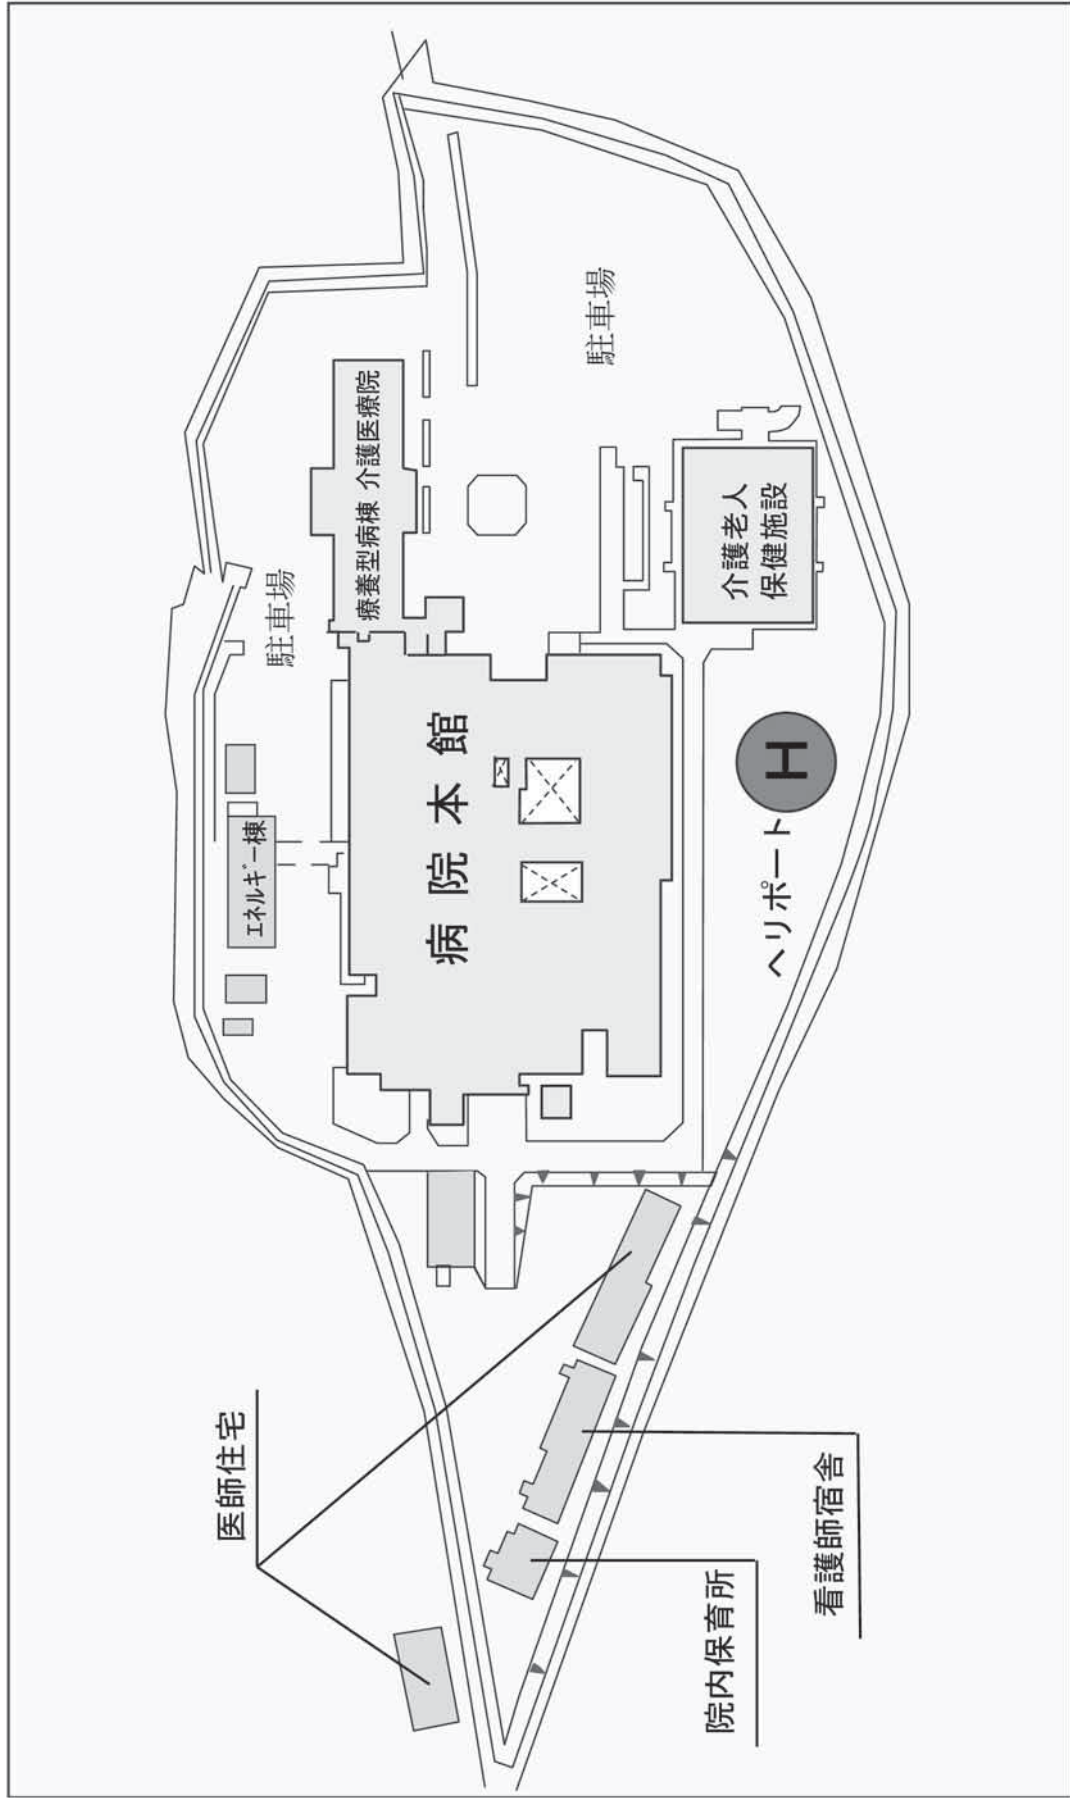 医師住宅
院内保育所
看護師宿舎
エネルギー棟
駐車場
病院本館
療養型病棟 介護医療院
駐車場
介護老人
保健施設
ヘリポート
H